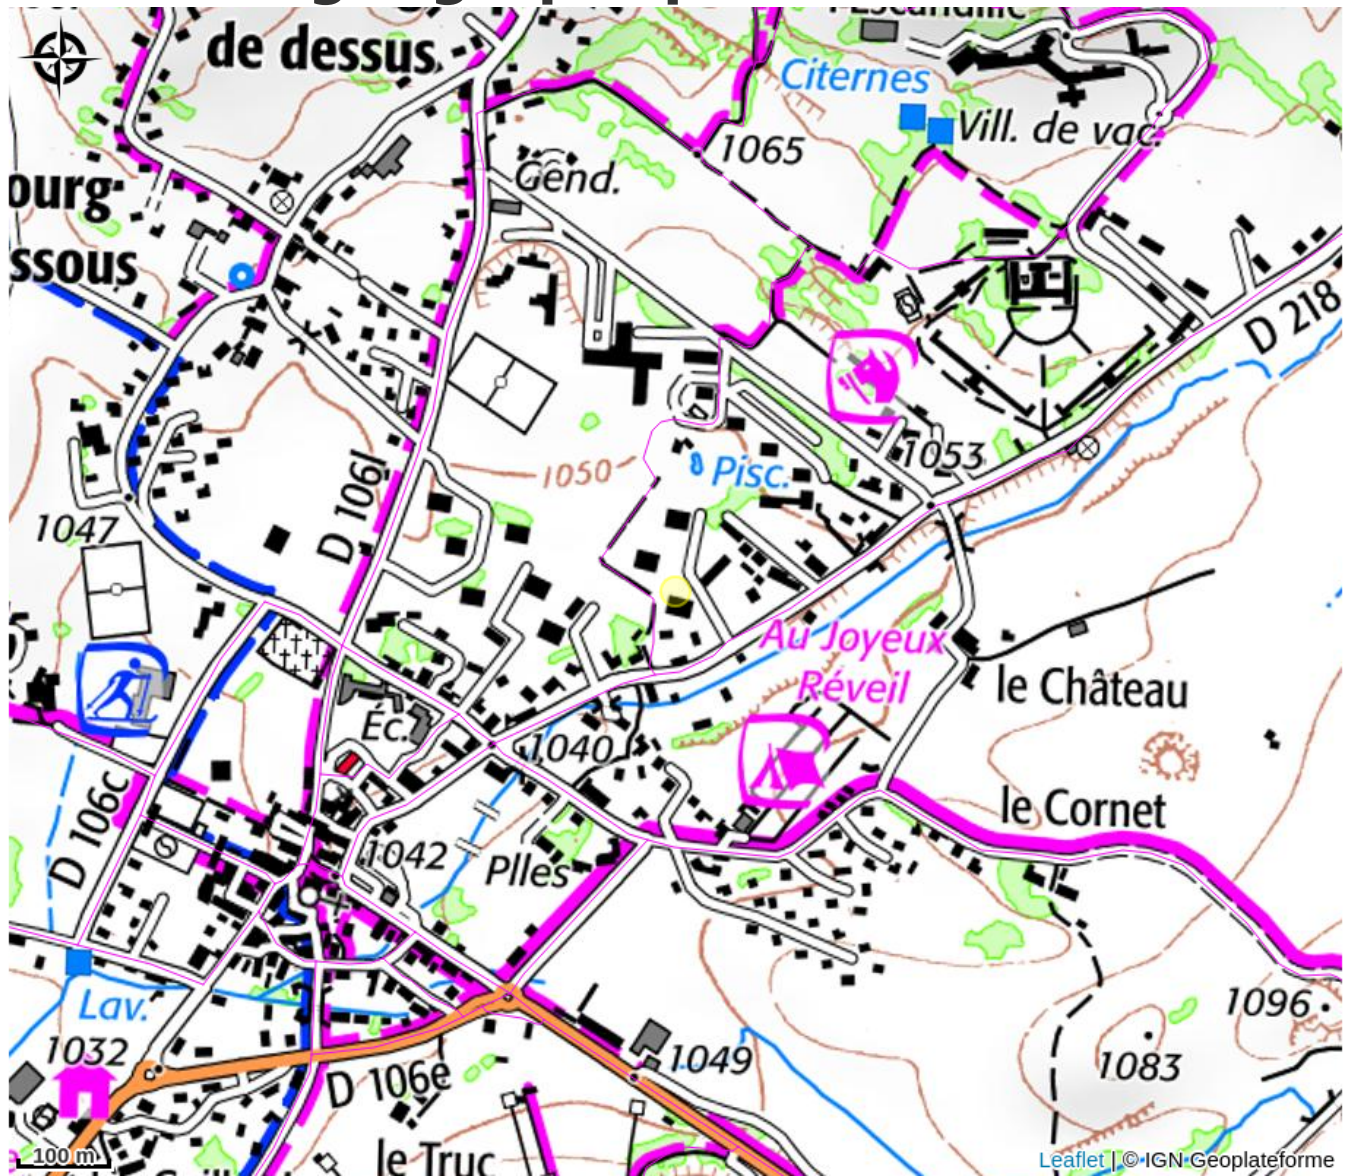 de dessus
Citernes
Vill. de vac.
1065
Gend.
ourg
ssous
D 218
1053
1050
Pisc.
D 106l
1047
Au Joyeux
Réveil
le Château
Éc.
1040
le Cornet
D 106c
1042
Plles
Lav.
1096
1032
1049
1083
D 106e
le Truc
100 m
Leaflet | © IGN-Geoplateforme